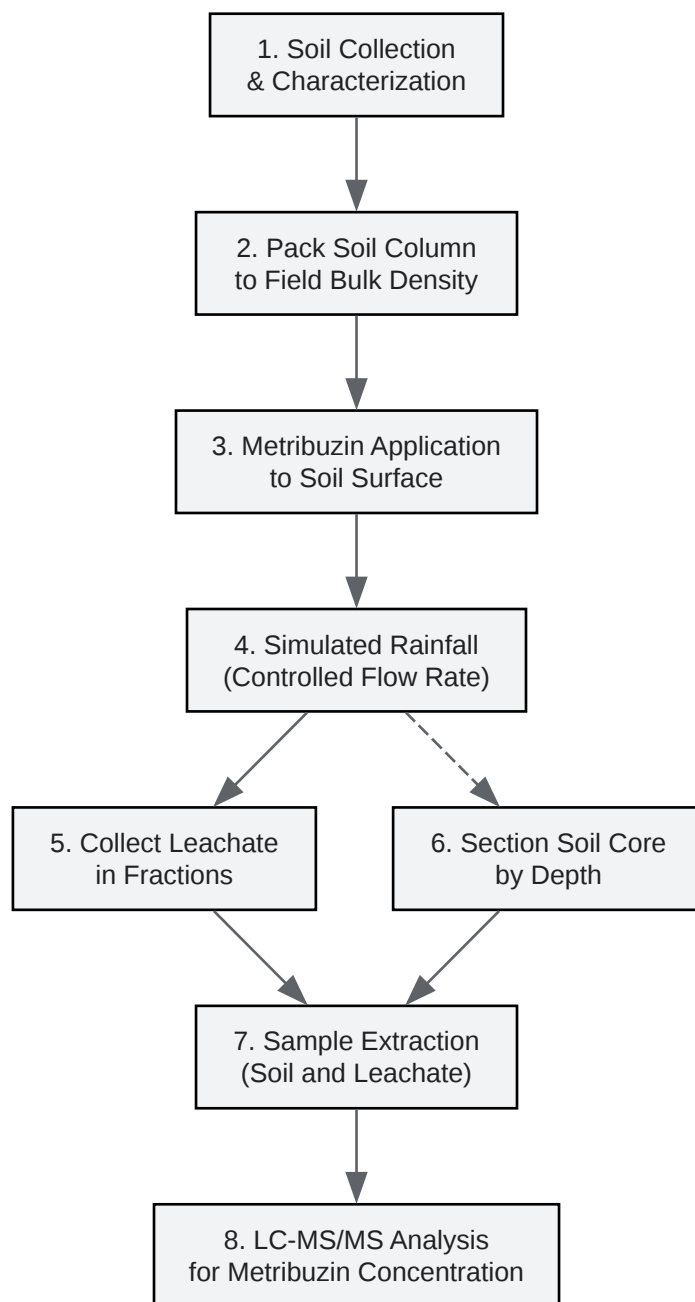 1. Soil Collection
& Characterization
2. Pack Soil Column
to Field Bulk Density
3. Metribuzin Application
to Soil Surface
4. Simulated Rainfall
(Controlled Flow Rate)
5. Collect Leachate
in Fractions
6. Section Soil Core
by Depth
7. Sample Extraction
(Soil and Leachate)
8. LC-MS/MS Analysis
for Metribuzin Concentration